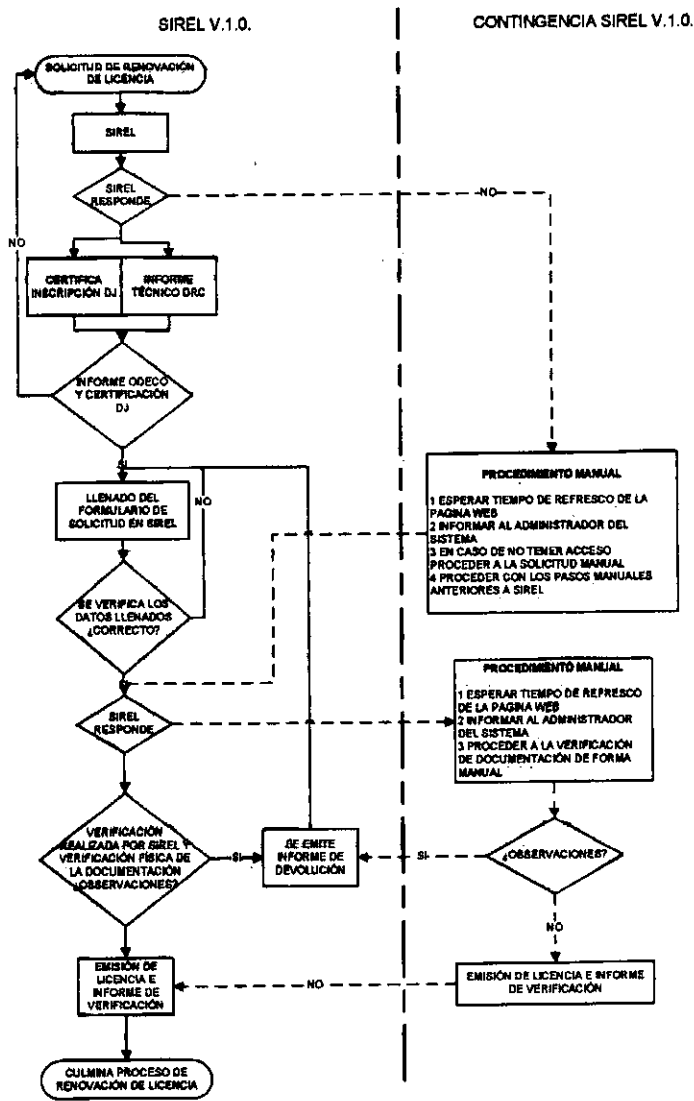 SIREL V.1.0.
CONTINGENCIA SIREL V.1.0.
SOLICITUD DE RENOVACIÓN
DE LICENCIA
SIREL
SIREL
RESPONDE
NO
NO
CERTIFICA
INSCRIPCIÓN DJ
INFORME
TÉCNICO DRC
INFORME ODECO
Y CERTIFICACIÓN
DJ
SI
LLENADO DEL
FORMULARIO DE
SOLICITUD EN SIREL
NO
PROCEDIMIENTO MANUAL
1 ESPERAR TIEMPO DE REFRESCO DE LA
PAGINA WEB
2 INFORMAR AL ADMINISTRADOR DEL
SISTEMA
3 EN CASO DE NO TENER ACCESO
PROCEDER A LA SOLICITUD MANUAL
4 PROCEDER CON LOS PASOS MANUALES
ANTERIORES A SIREL
SE VERIFICA LOS
DATOS LLENADOS
¿CORRECTO?
SI
SIREL
RESPONDE
PROCEDIMIENTO MANUAL
1 ESPERAR TIEMPO DE REFRESCO
DE LA PAGINA WEB
2 INFORMAR AL ADMINISTRADOR
DEL SISTEMA
3 PROCEDER A LA VERIFICACIÓN
DE DOCUMENTACIÓN DE FORMA
MANUAL
VERIFICACIÓN
REALIZADA POR SIREL Y
VERIFICACIÓN FÍSICA DE
LA DOCUMENTACIÓN
¿OBSERVACIONES?
SI
SE EMITE
INFORME DE
DEVOLUCIÓN
SI
¿OBSERVACIONES?
NO
EMISIÓN DE
LICENCIA E
INFORME DE
VERIFICACIÓN
NO
EMISIÓN DE LICENCIA E INFORME
DE VERIFICACIÓN
CULMINA PROCESO DE
RENOVACIÓN DE LICENCIA